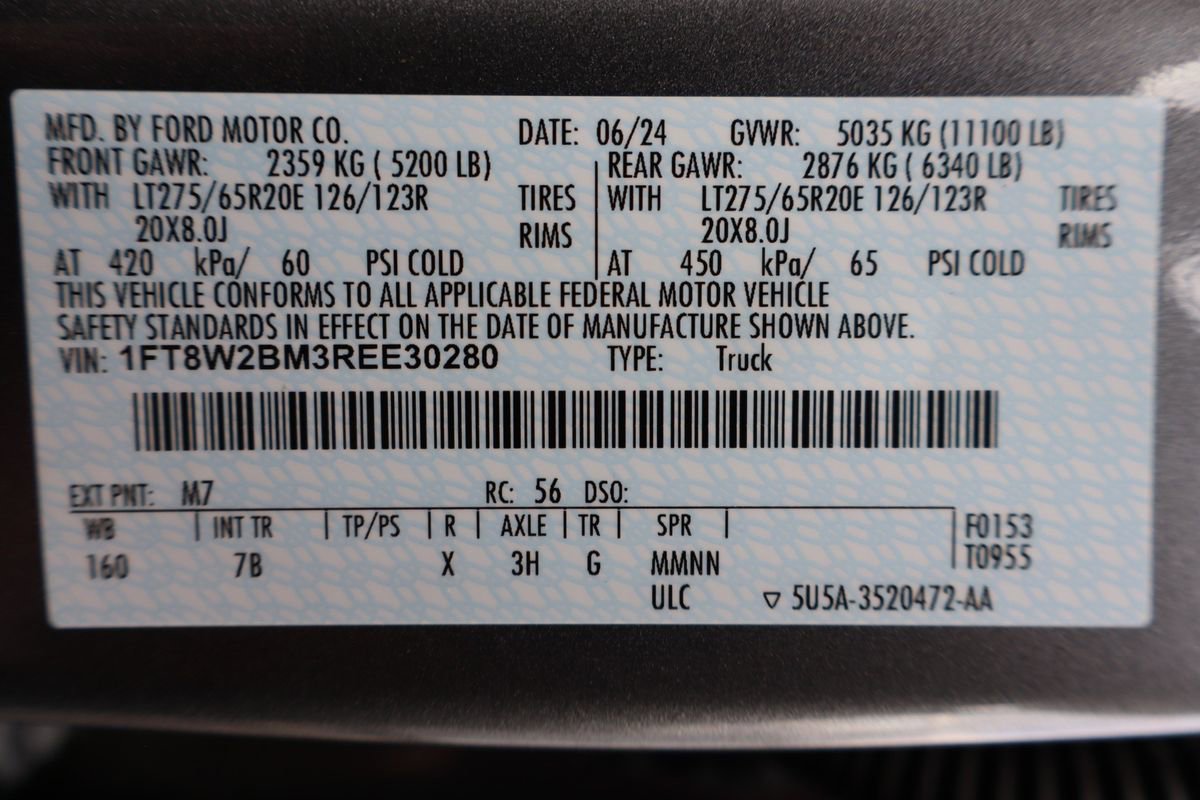 MFD. BY FORD MOTOR CO. DATE: 06/24 GVWR: 5035 KG (11100 LB)
FRONT GAWR: 2359 KG ( 5200 LB) REAR GAWR: 2876 KG ( 6340 LB)
WITH LT275/65R20E 126/123R TIRES WITH LT275/65R20E 126/123R TIRES
20X8.0J RIMS 20X8.0J RIMS
AT 420 kPa/ 60 PSI COLD AT 450 kPa/ 65 PSI COLD
THIS VEHICLE CONFORMS TO ALL APPLICABLE FEDERAL MOTOR VEHICLE
SAFETY STANDARDS IN EFFECT ON THE DATE OF MANUFACTURE SHOWN ABOVE.
VIN: 1FT8W2BM3REE30280 TYPE: Truck
EXT PNT: M7 RC: 56 DSO:
WB INT TR TP/PS R AXLE TR SPR F0153
160 7B X 3H G MMNN T0955
ULC ▽ 5U5A-3520472-AA